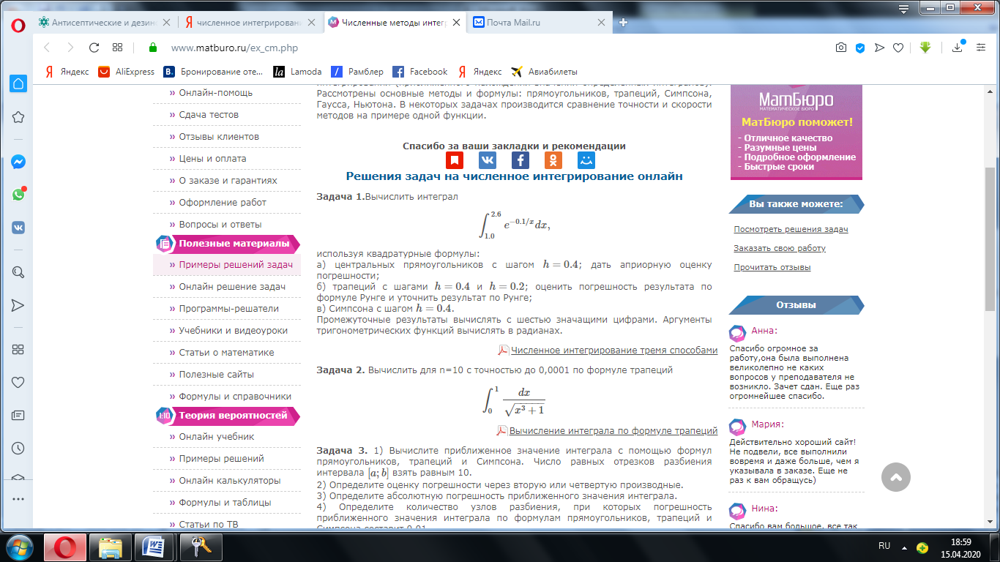 Антисептические и дезин
численное интегрирован
Численные методы интег
Почта Mail.ru
www.matburo.ru/ex_cm.php
Яндекс
AliExpress
Бронирование оте...
Lamoda
Рамблер
Facebook
Яндекс
Авиабилеты
» Онлайн-помощь
» Сдача тестов
» Отзывы клиентов
» Цены и оплата
» О заказе и гарантиях
» Оформление работ
» Вопросы и ответы
Полезные материалы
» Примеры решений задач
» Онлайн решение задач
» Программы-решатели
» Учебники и видеоуроки
» Статьи о математике
» Полезные сайты
» Формулы и справочники
Теория вероятностей
» Онлайн учебник
» Примеры решений
» Онлайн калькуляторы
» Формулы и таблицы
» Статьи по ТВ
Рассмотрены основные методы и формулы: прямоугольников, трапеций, Симпсона,
Гаусса, Ньютона. В некоторых задачах производится сравнение точности и скорости
методов на примере одной функции.
Спасибо за ваши закладки и рекомендации
Решения задач на численное интегрирование онлайн
Задача 1.Вычислить интеграл
∫_{1.0}^{2.6} e^{−0.1/x} dx,
используя квадратурные формулы:
а) центральных прямоугольников с шагом h = 0.4; дать априорную оценку
погрешности;
б) трапеций с шагами h = 0.4 и h = 0.2; оценить погрешность результата по
формуле Рунге и уточнить результат по Рунге;
в) Симпсона с шагом h = 0.4.
Промежуточные результаты вычислять с шестью значащими цифрами. Аргументы
тригонометрических функций вычислять в радианах.
Численное интегрирование тремя способами
Задача 2. Вычислить для n=10 с точностью до 0,0001 по формуле трапеций
∫_0^1 dx/√(x^3 + 1)
Вычисление интеграла по формуле трапеций
Задача 3. 1) Вычислите приближенное значение интеграла с помощью формул
прямоугольников, трапеций и Симпсона. Число равных отрезков разбиения
интервала [a; b] взять равным 10.
2) Определите оценку погрешности через вторую или четвертую производные.
3) Определите абсолютную погрешность приближенного значения интеграла.
4) Определите количество узлов разбиения, при которых погрешность
приближенного значения интеграла по формулам прямоугольников, трапеций и
МатБюро
МАТЕМАТИЧЕСКОЕ БЮРО
МатБюро поможет!
- Отличное качество
- Разумные цены
- Подробное оформление
- Быстрые сроки
Вы также можете:
Посмотреть решения задач
Заказать свою работу
Прочитать отзывы
Отзывы
Анна:
Спасибо огромное за
работу,она была выполнена
великолепно не каких
вопросов у преподавателя не
возникло. Зачет сдан. Еще раз
огромнейшее спасибо.
Мария:
Действительно хороший сайт!
Не подвели, все выполнили
вовремя и даже больше, чем я
указывала в заказе. Еще не
раз к вам обращусь)
Нина:
Спасибо вам большое, все так
RU
18:59
15.04.2020